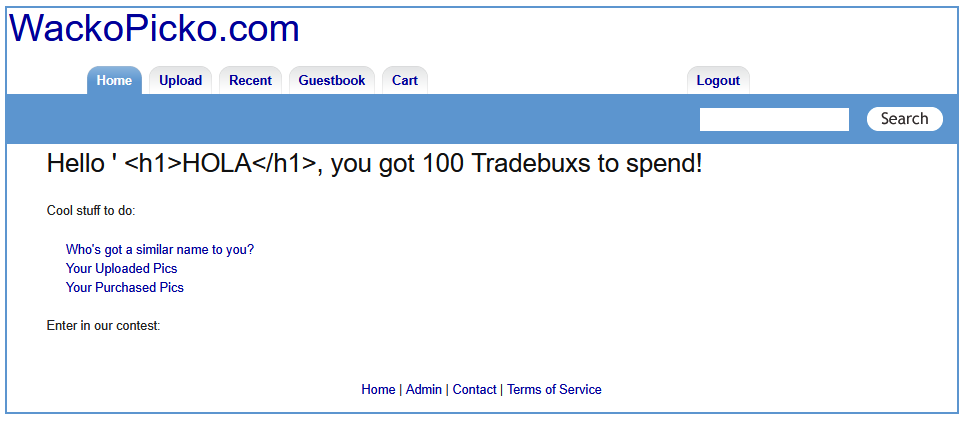 WackoPicko.com
Home Upload Recent Guestbook Cart Logout
Search
Hello ' <h1>HOLA</h1>, you got 100 Tradebuxs to spend!
Cool stuff to do:
Who's got a similar name to you?
Your Uploaded Pics
Your Purchased Pics
Enter in our contest:
Home | Admin | Contact | Terms of Service